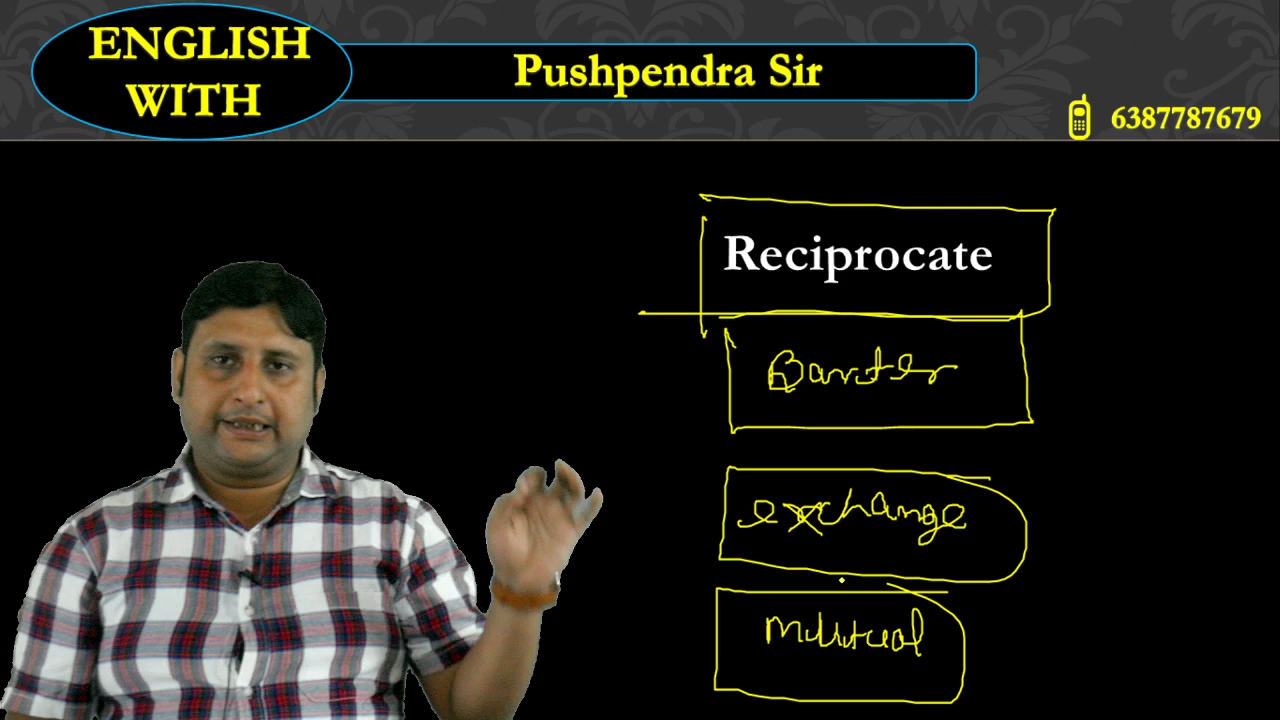 ENGLISH
WITH
Pushpendra Sir
6387787679
Reciprocate
Barter
exchange
Mutual